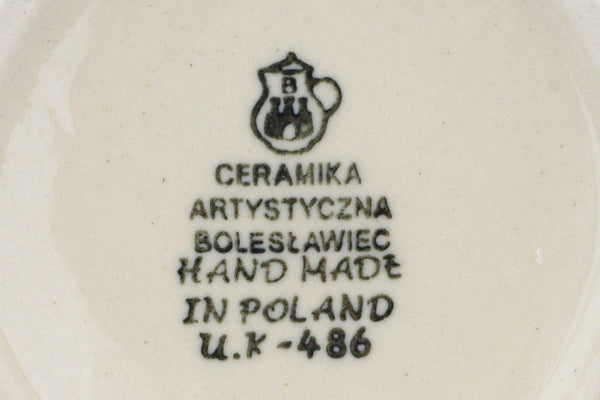 B
CERAMIKA
ARTYSTYCZNA
BOLESŁAWIEC
HAND MADE
IN POLAND
U.K-486